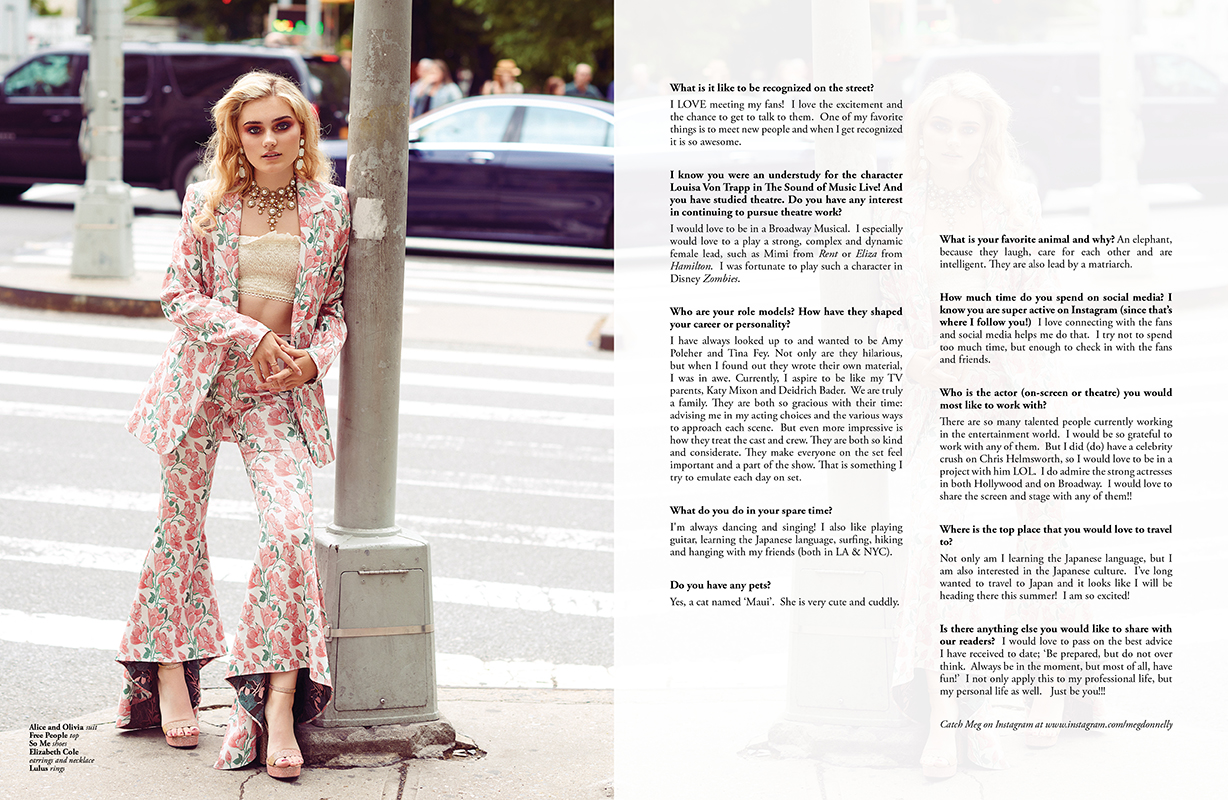 Alice and Olivia suit
Free People top
So Me shoes
Elizabeth Cole
earrings and necklace
Lulus rings
What is it like to be recognized on the street?
I LOVE meeting my fans! I love the excitement and
the chance to get to talk to them. One of my favorite
things is to meet new people and when I get recognized
it is so awesome.
I know you were an understudy for the character
Louisa Von Trapp in The Sound of Music Live! And
you have studied theatre. Do you have any interest
in continuing to pursue theatre work?
I would love to be in a Broadway Musical. I especially
would love to a play a strong, complex and dynamic
female lead, such as Mimi from Rent or Eliza from
Hamilton. I was fortunate to play such a character in
Disney Zombies.
Who are your role models? How have they shaped
your career or personality?
I have always looked up to and wanted to be Amy
Poleher and Tina Fey. Not only are they hilarious,
but when I found out they wrote their own material,
I was in awe. Currently, I aspire to be like my TV
parents, Katy Mixon and Deidrich Bader. We are truly
a family. They are both so gracious with their time:
advising me in my acting choices and the various ways
to approach each scene. But even more impressive is
how they treat the cast and crew. They are both so kind
and considerate. They make everyone on the set feel
important and a part of the show. That is something I
try to emulate each day on set.
What do you do in your spare time?
I'm always dancing and singing! I also like playing
guitar, learning the Japanese language, surfing, hiking
and hanging with my friends (both in LA & NYC).
Do you have any pets?
Yes, a cat named 'Maui'. She is very cute and cuddly.
What is your favorite animal and why? An elephant,
because they laugh, care for each other and are
intelligent. They are also lead by a matriarch.
How much time do you spend on social media? I
know you are super active on Instagram (since that's
where I follow you!) I love connecting with the fans
and social media helps me do that. I try not to spend
too much time, but enough to check in with the fans
and friends.
Who is the actor (on-screen or theatre) you would
most like to work with?
There are so many talented people currently working
in the entertainment world. I would be so grateful to
work with any of them. But I did (do) have a celebrity
crush on Chris Helmsworth, so I would love to be in a
project with him LOL. I do admire the strong actresses
in both Hollywood and on Broadway. I would love to
share the screen and stage with any of them!!
Where is the top place that you would love to travel
to?
Not only am I learning the Japanese language, but I
am also interested in the Japanese culture. I've long
wanted to travel to Japan and it looks like I will be
heading there this summer! I am so excited!
Is there anything else you would like to share with
our readers? I would love to pass on the best advice
I have received to date; 'Be prepared, but do not over
think. Always be in the moment, but most of all, have
fun!' I not only apply this to my professional life, but
my personal life as well. Just be you!!!
Catch Meg on Instagram at www.instagram.com/megdonnelly